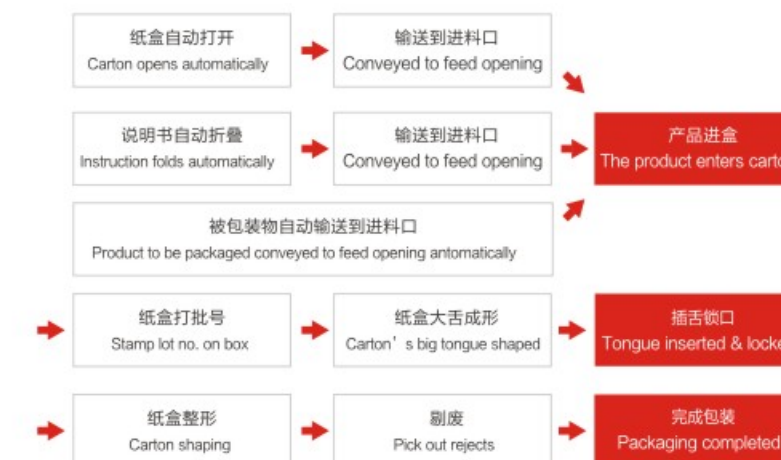 纸盒自动打开
Carton opens automatically
输送到进料口
Conveyed to feed opening
说明书自动折叠
Instruction folds automatically
输送到进料口
Conveyed to feed opening
产品进盒
The product enters
被包装物自动输送到进料口
Product to be packaged conveyed to feed opening antomatically
纸盒打批号
Stamp lot no. on box
纸盒大舌成形
Carton's big tongue shaped
插舌锁口
Tongue inserted &
纸盒整形
Carton shaping
剔废
Pick out rejects
完成包装
Packaging completed